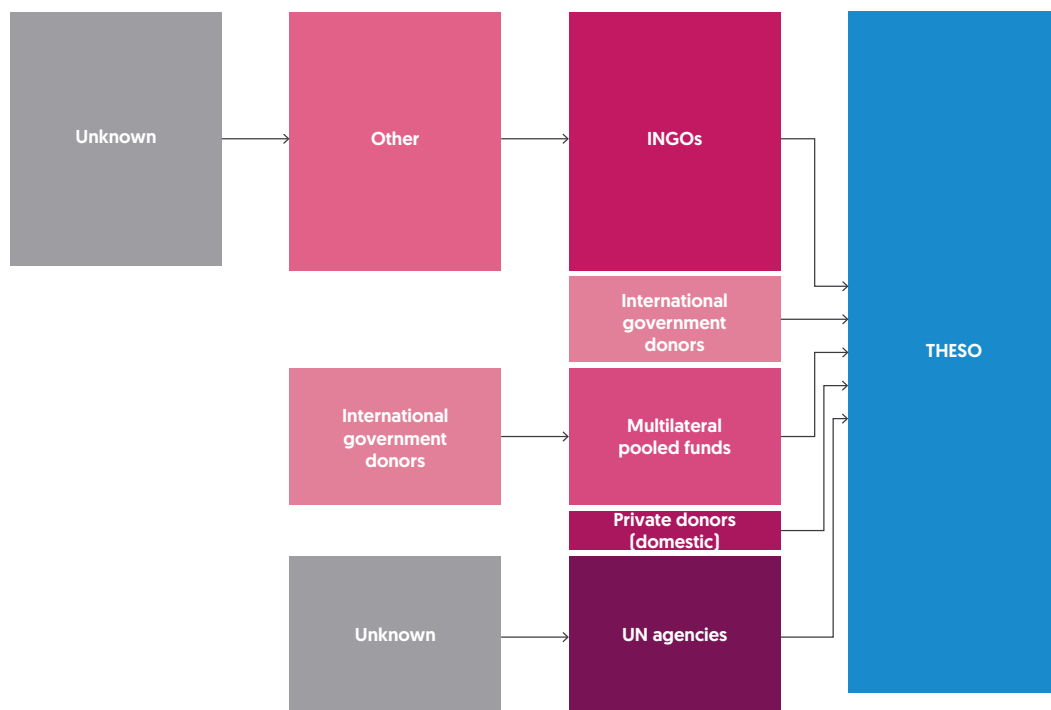 Unknown
Other
INGOs
International
government
donors
THESO
International
government
donors
Multilateral
pooled funds
Private donors
(domestic)
Unknown
UN agencies